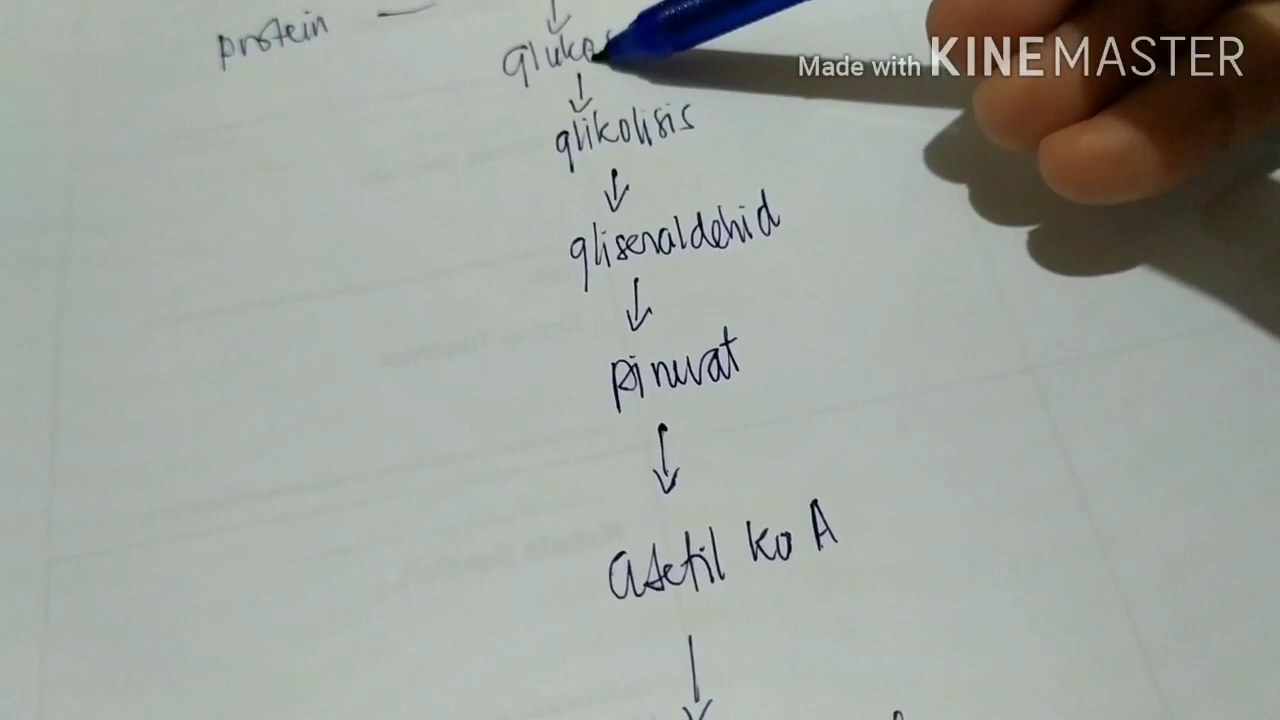 protein
Made with KINEMASTER
glukos
glikolisis
gliseraldehid
piruvat
asetil ko A